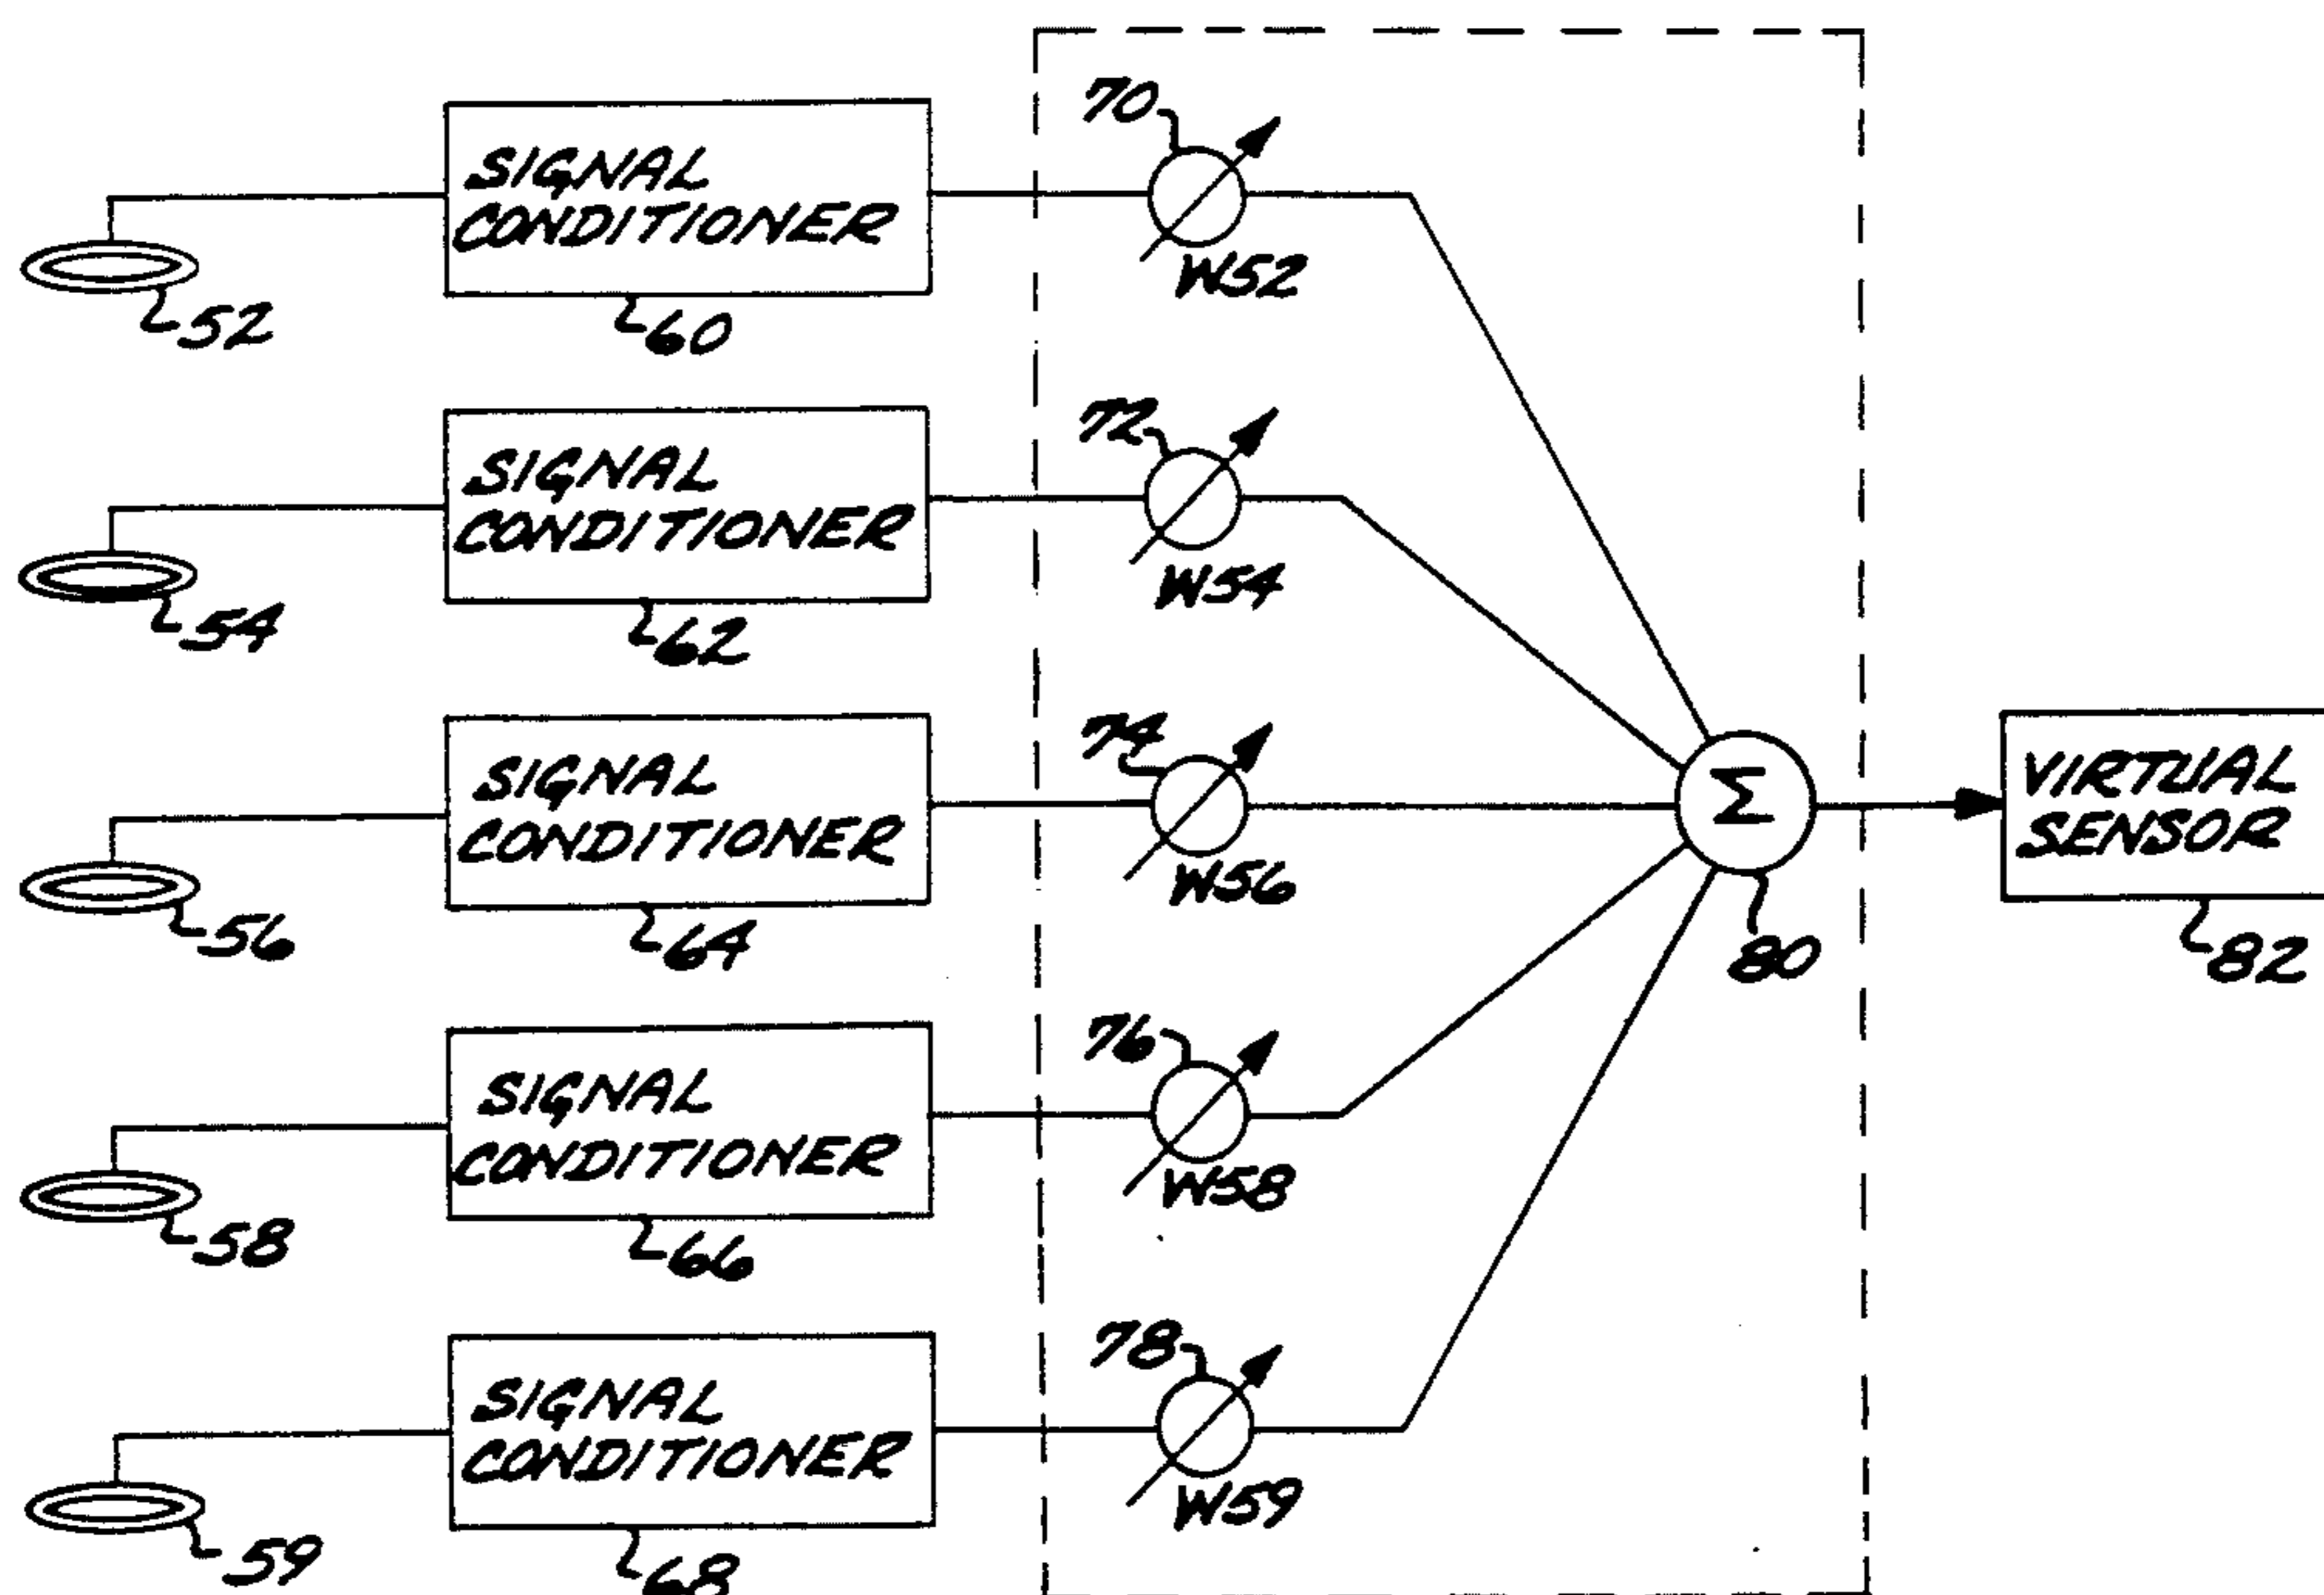 70
SIGNAL
CONDITIONER
W52
52
60
72
SIGNAL
CONDITIONER
W54
54
62
74
SIGNAL
CONDITIONER
W56
Σ
VIRTUAL
SENSOR
56
64
80
82
76
SIGNAL
CONDITIONER
W58
58
66
78
SIGNAL
CONDITIONER
W59
59
68